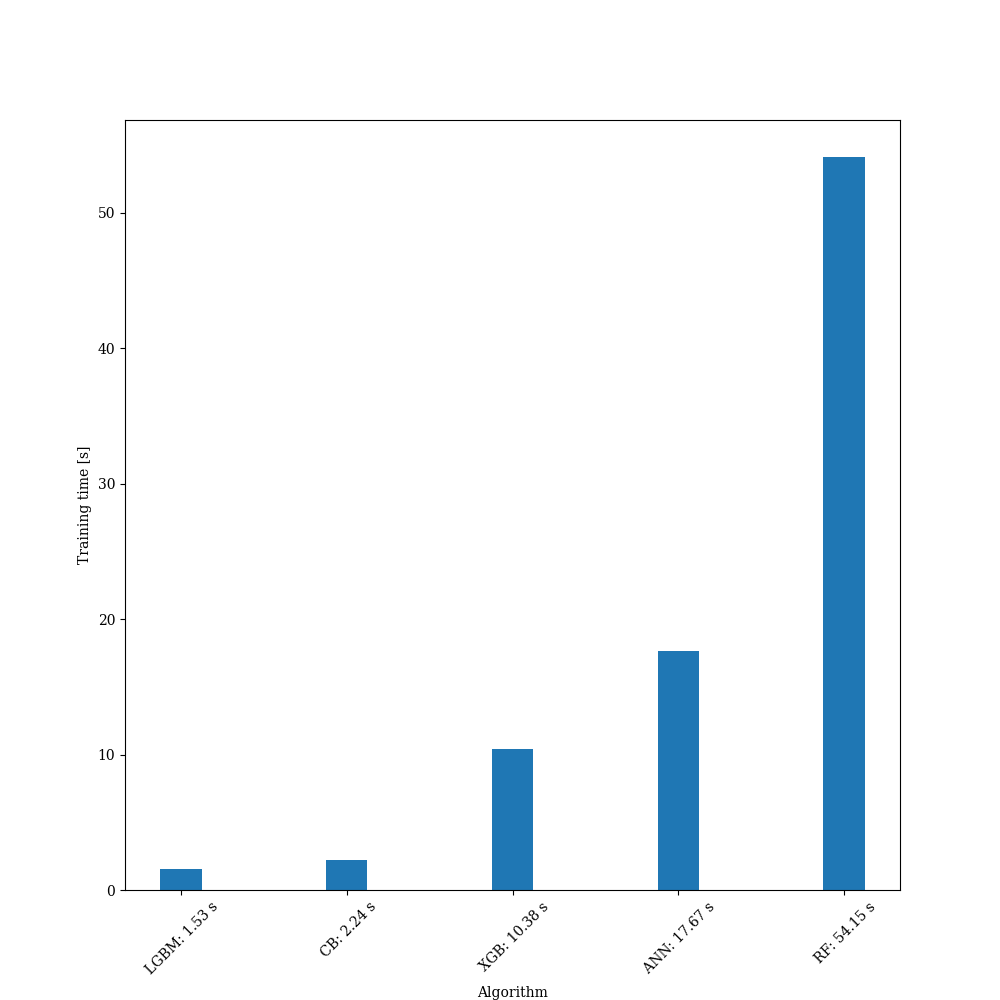 50
40
30
20
10
0
Training time [s]
LGBM: 1.53 s
CB: 2.24 s
XGB: 10.38 s
ANN: 17.67 s
RF: 54.15 s
Algorithm